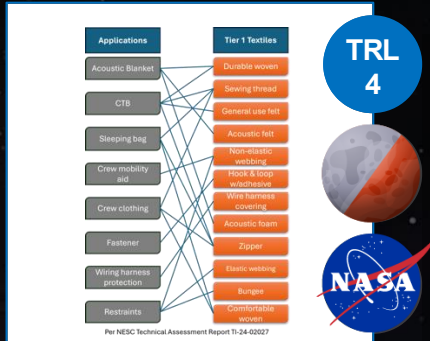 Applications
Tier 1 Textiles
Acoustic Blanket
CTB
Sleeping bag
Crew mobility
aid
Crew clothing
Fastener
Wiring harness
protection
Restraints
Durable woven
Sewing thread
General use felt
Acoustic felt
Non-elastic
webbing
Hook & loop
w/adhesive
Wire harness
covering
Acoustic foam
Zipper
Elastic webbing
Bungee
Comfortable
woven
Per NESC Technical Assessment Report TI-24-02027
TRL
4
NASA